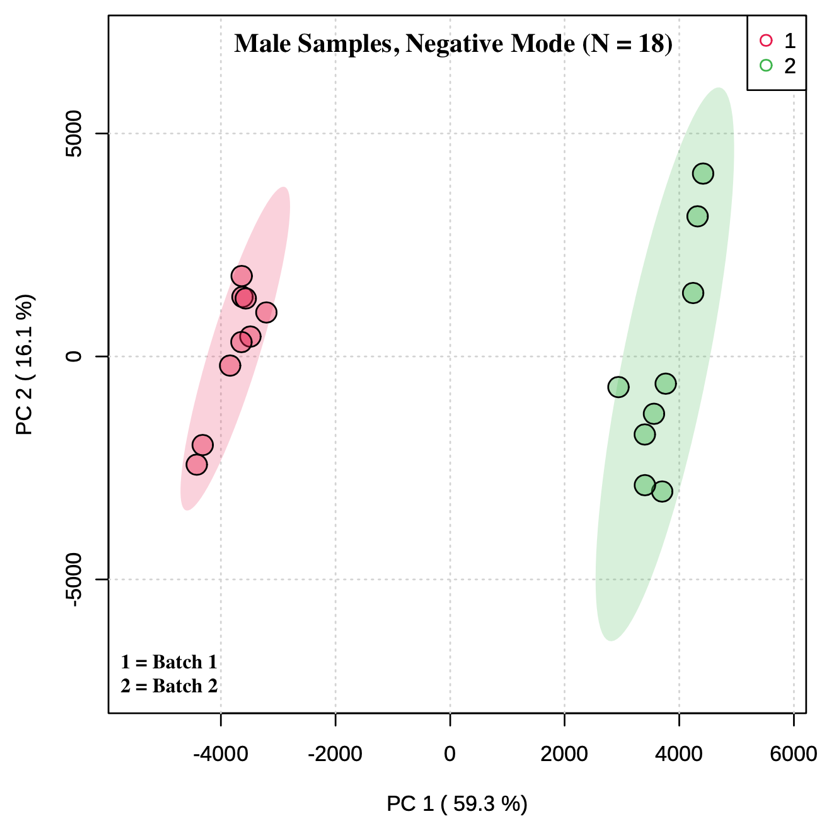 Male Samples, Negative Mode (N = 18)
1
2
5000
0
-5000
PC 2 ( 16.1 %)
1 = Batch 1
2 = Batch 2
-4000 -2000 0 2000 4000 6000
PC 1 ( 59.3 %)